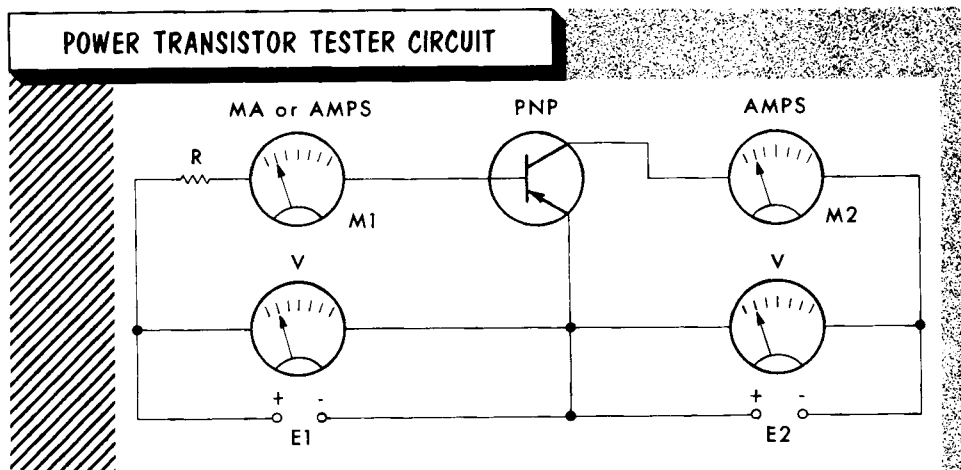 POWER TRANSISTOR TESTER CIRCUIT
MA or AMPS
PNP
AMPS
R
M1
M2
V
V
+ -
E1
+ -
E2